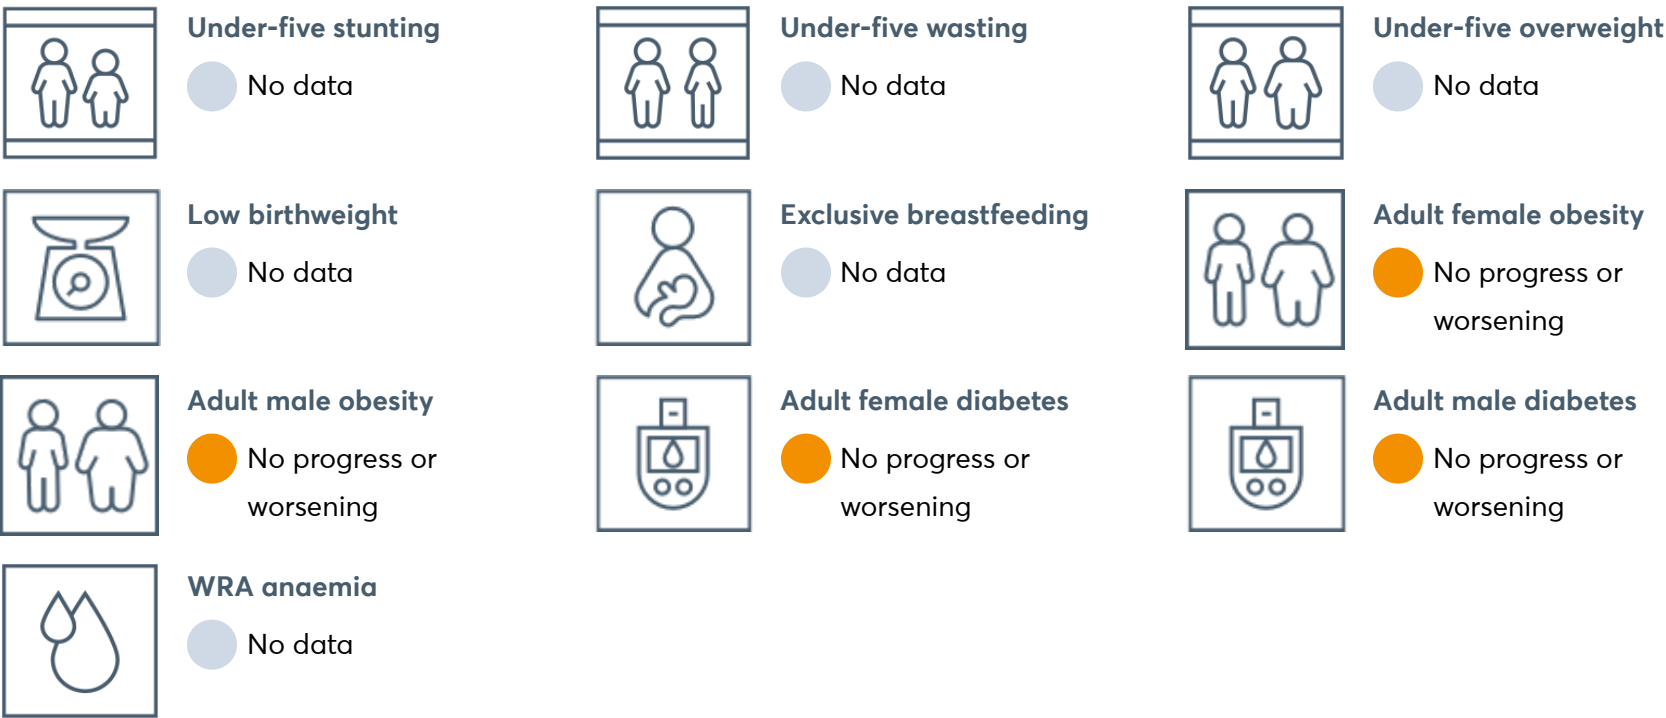 Under-five stunting
No data
Under-five wasting
No data
Under-five overweight
No data
Low birthweight
No data
Exclusive breastfeeding
No data
Adult female obesity
No progress or
worsening
Adult male obesity
No progress or
worsening
Adult female diabetes
No progress or
worsening
Adult male diabetes
No progress or
worsening
WRA anaemia
No data